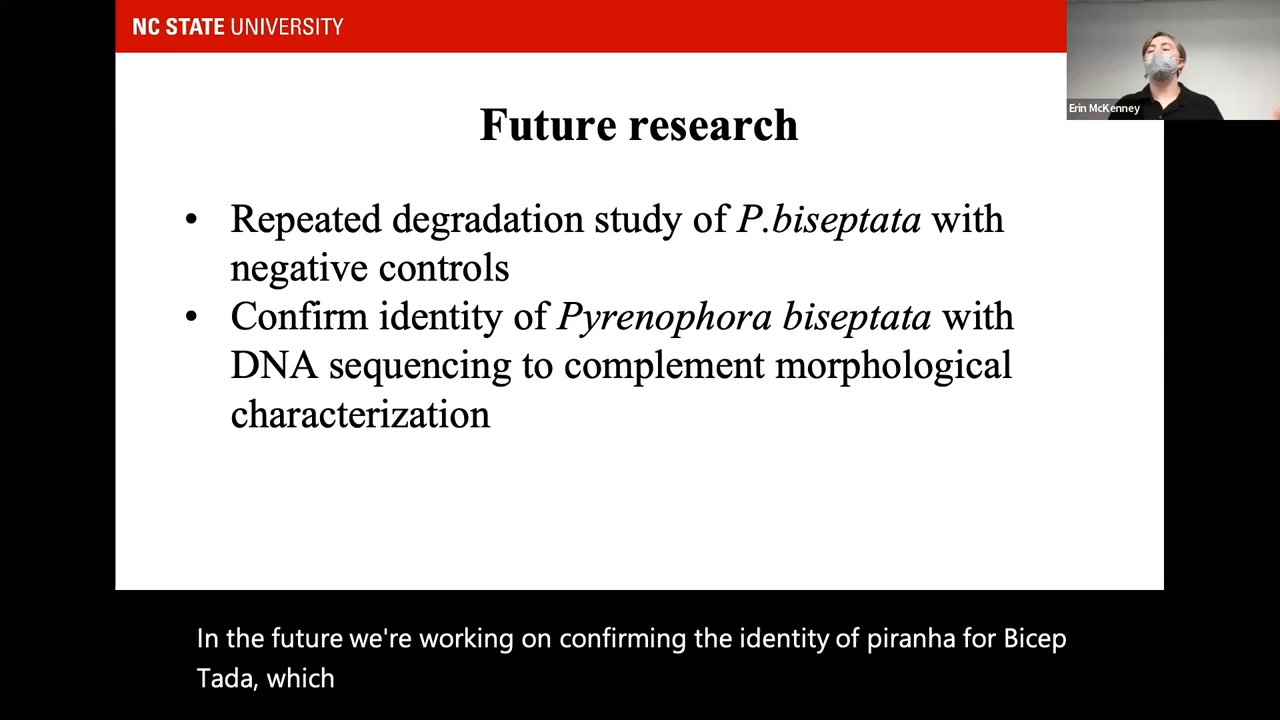 NC STATE UNIVERSITY
Erin McKenney
Future research
• Repeated degradation study of P.biseptata with
negative controls
• Confirm identity of Pyrenophora biseptata with
DNA sequencing to complement morphological
characterization
In the future we're working on confirming the identity of piranha for Bicep
Tada, which